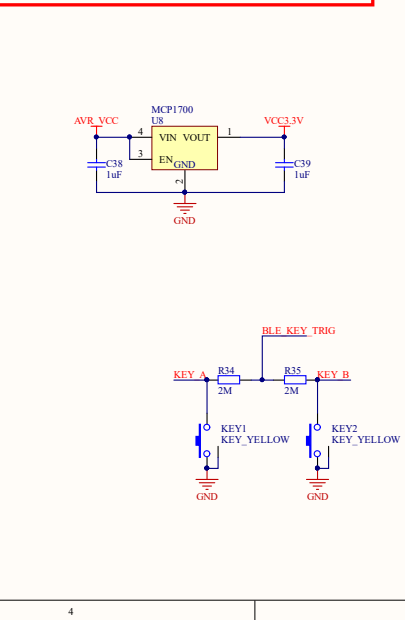 MCP1700
AVR_VCC U8 VCC3.3V
4 VIN VOUT 1
3 EN GND
C38 C39
1uF 1uF
2
GND
BLE_KEY_TRIG
KEY_A R34 R35 KEY_B
2M 2M
KEY1 KEY2
KEY_YELLOW KEY_YELLOW
GND GND
4